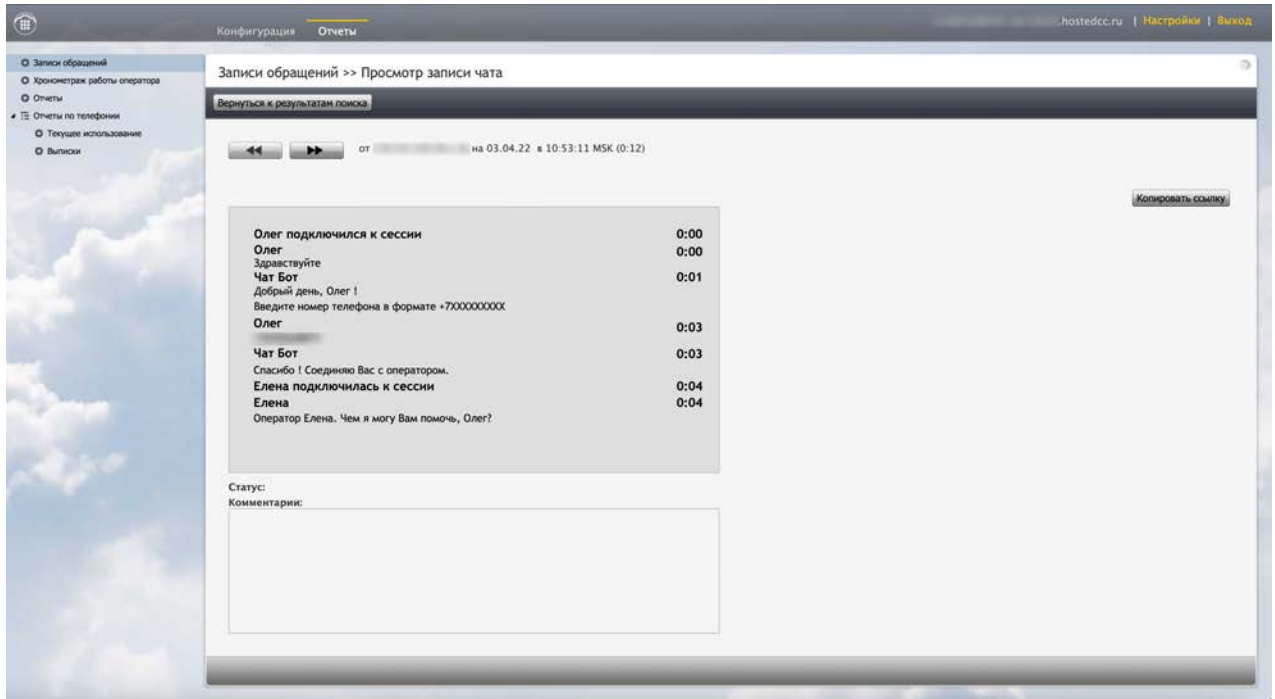 Конфигурация Отчеты .hostedcc.ru | Настройки | Выход
Записи обращений
Хронометраж работы оператора
Отчеты
Отчеты по телефонии
Текущее использование
Выписки
Записи обращений >> Просмотр записи чата
Вернуться к результатам поиска
от на 03.04.22 в 10:53:11 MSK (0:12)
Копировать ссылку
Олег подключился к сессии 0:00
Олег 0:00
Здравствуйте
Чат Бот 0:01
Добрый день, Олег !
Введите номер телефона в формате +7XXXXXXXXXX
Олег 0:03
Чат Бот 0:03
Спасибо ! Соединяю Вас с оператором.
Елена подключилась к сессии 0:04
Елена 0:04
Оператор Елена. Чем я могу Вам помочь, Олег?
Статус:
Комментарии: